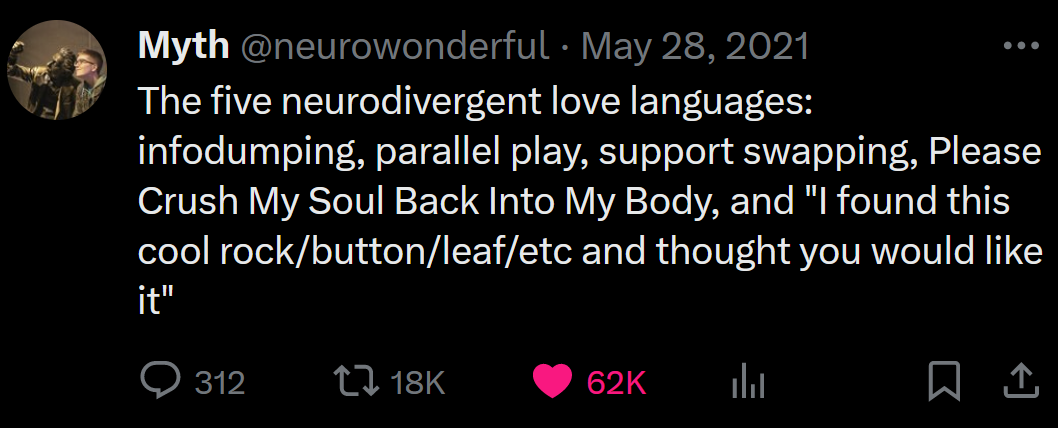 Myth @neurowonderful · May 28, 2021
The five neurodivergent love languages:
infodumping, parallel play, support swapping, Please
Crush My Soul Back Into My Body, and "I found this
cool rock/button/leaf/etc and thought you would like
it"
312 18K 62K